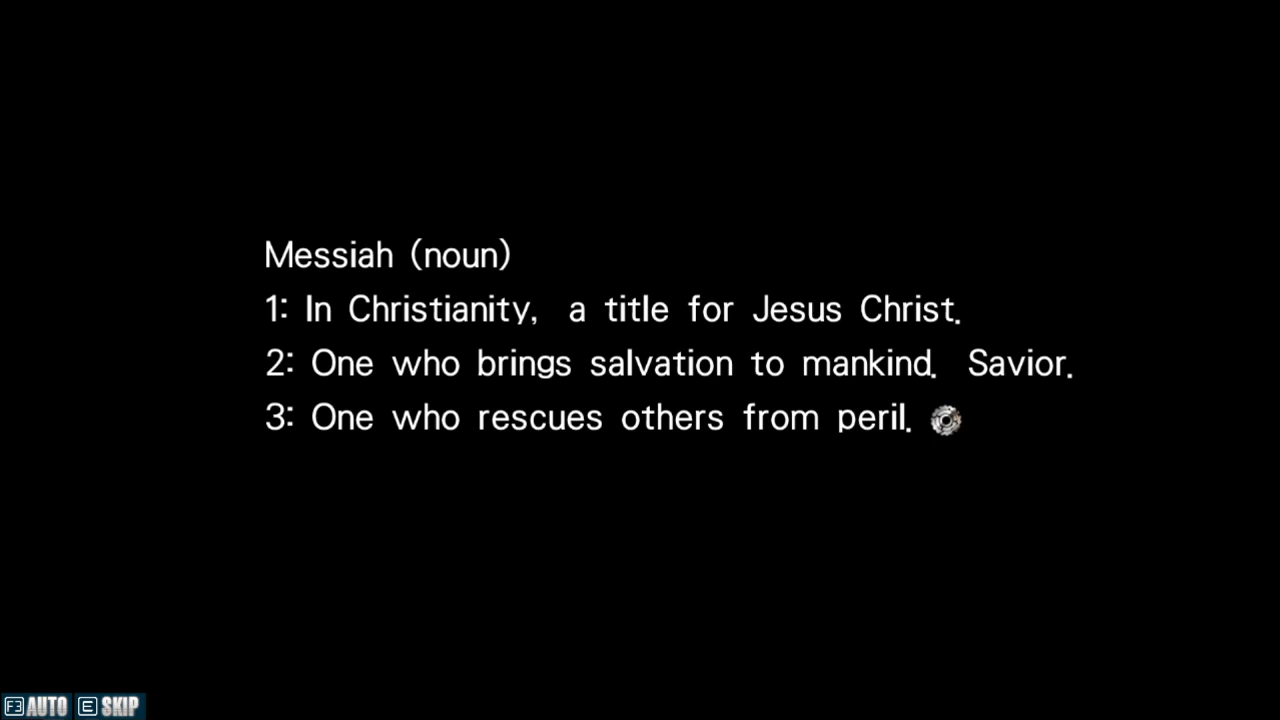 Messiah (noun)
1: In Christianity, a title for Jesus Christ.
2: One who brings salvation to mankind. Savior.
3: One who rescues others from peril.
F3 AUTO E SKIP